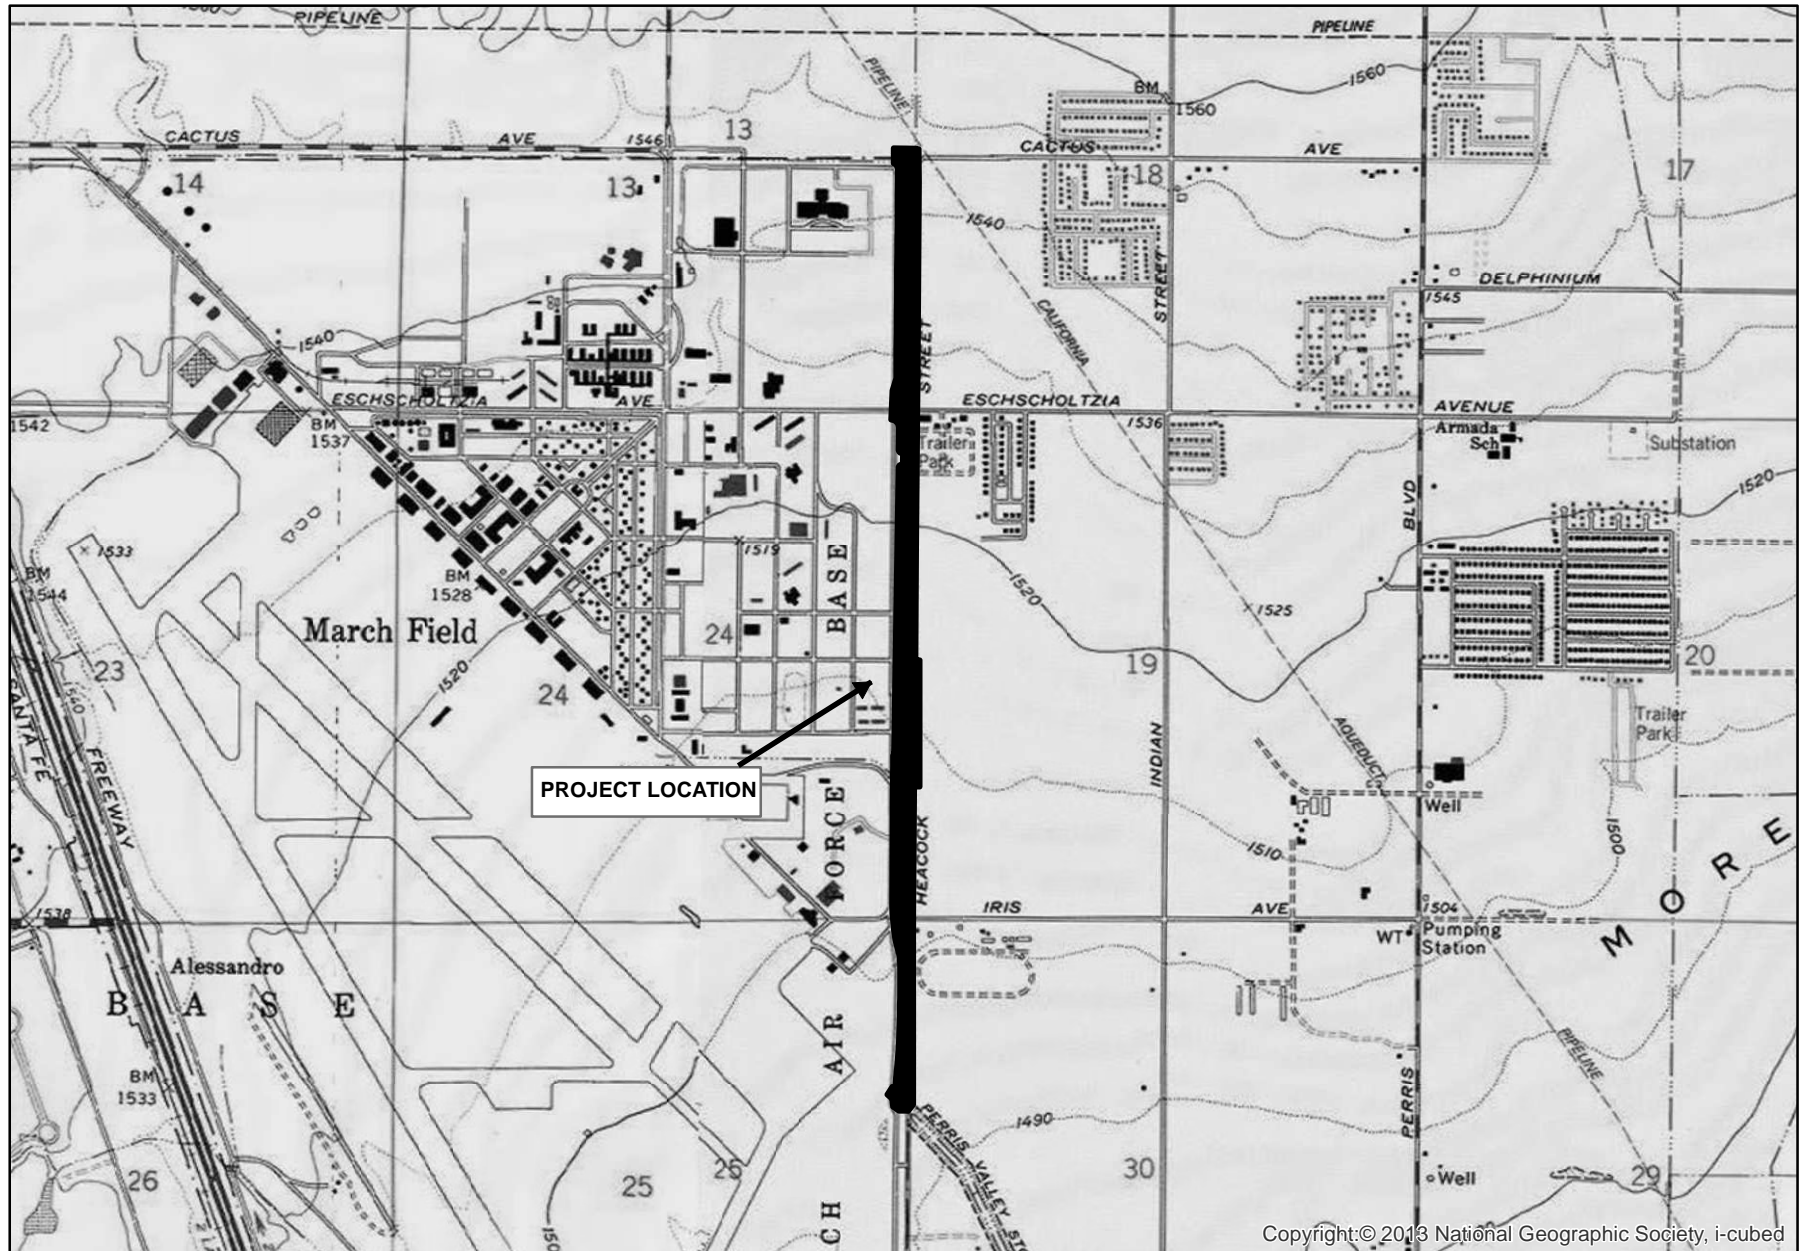 PIPELINE
PIPELINE
PIPELINE
1560
BM
1560
CACTUS
AVE
1546
13
CACTUS
AVE
14
13
18
17
1540
STREET
DELPHINIUM
1545
STREET
CALIFORNIA
1540
ESCHSCHOLTZIA
AVE
ESCHSCHOLTZIA
1536
AVENUE
1542
BM
1537
Trailer
Park
Armada
Sch
Substation
1520
BLVD
1533
1519
BASE
BM
1544
BM
1528
1520
1525
March Field
24
19
20
23
1520
24
1540
SANTA FE
FREEWAY
INDIAN
AQUEDUCT
Trailer
Park
PROJECT LOCATION
FORCE
HEACOCK
Well
1510
1500
MORE
1538
IRIS
AVE
1504
WT
Pumping
Station
Alessandro
BASE
AIR
PIPELINE
BM
1533
PERRIS
1490
PERRIS VALLEY
26
25
25
30
Well
29
CH
Copyright:© 2013 National Geographic Society, i-cubed